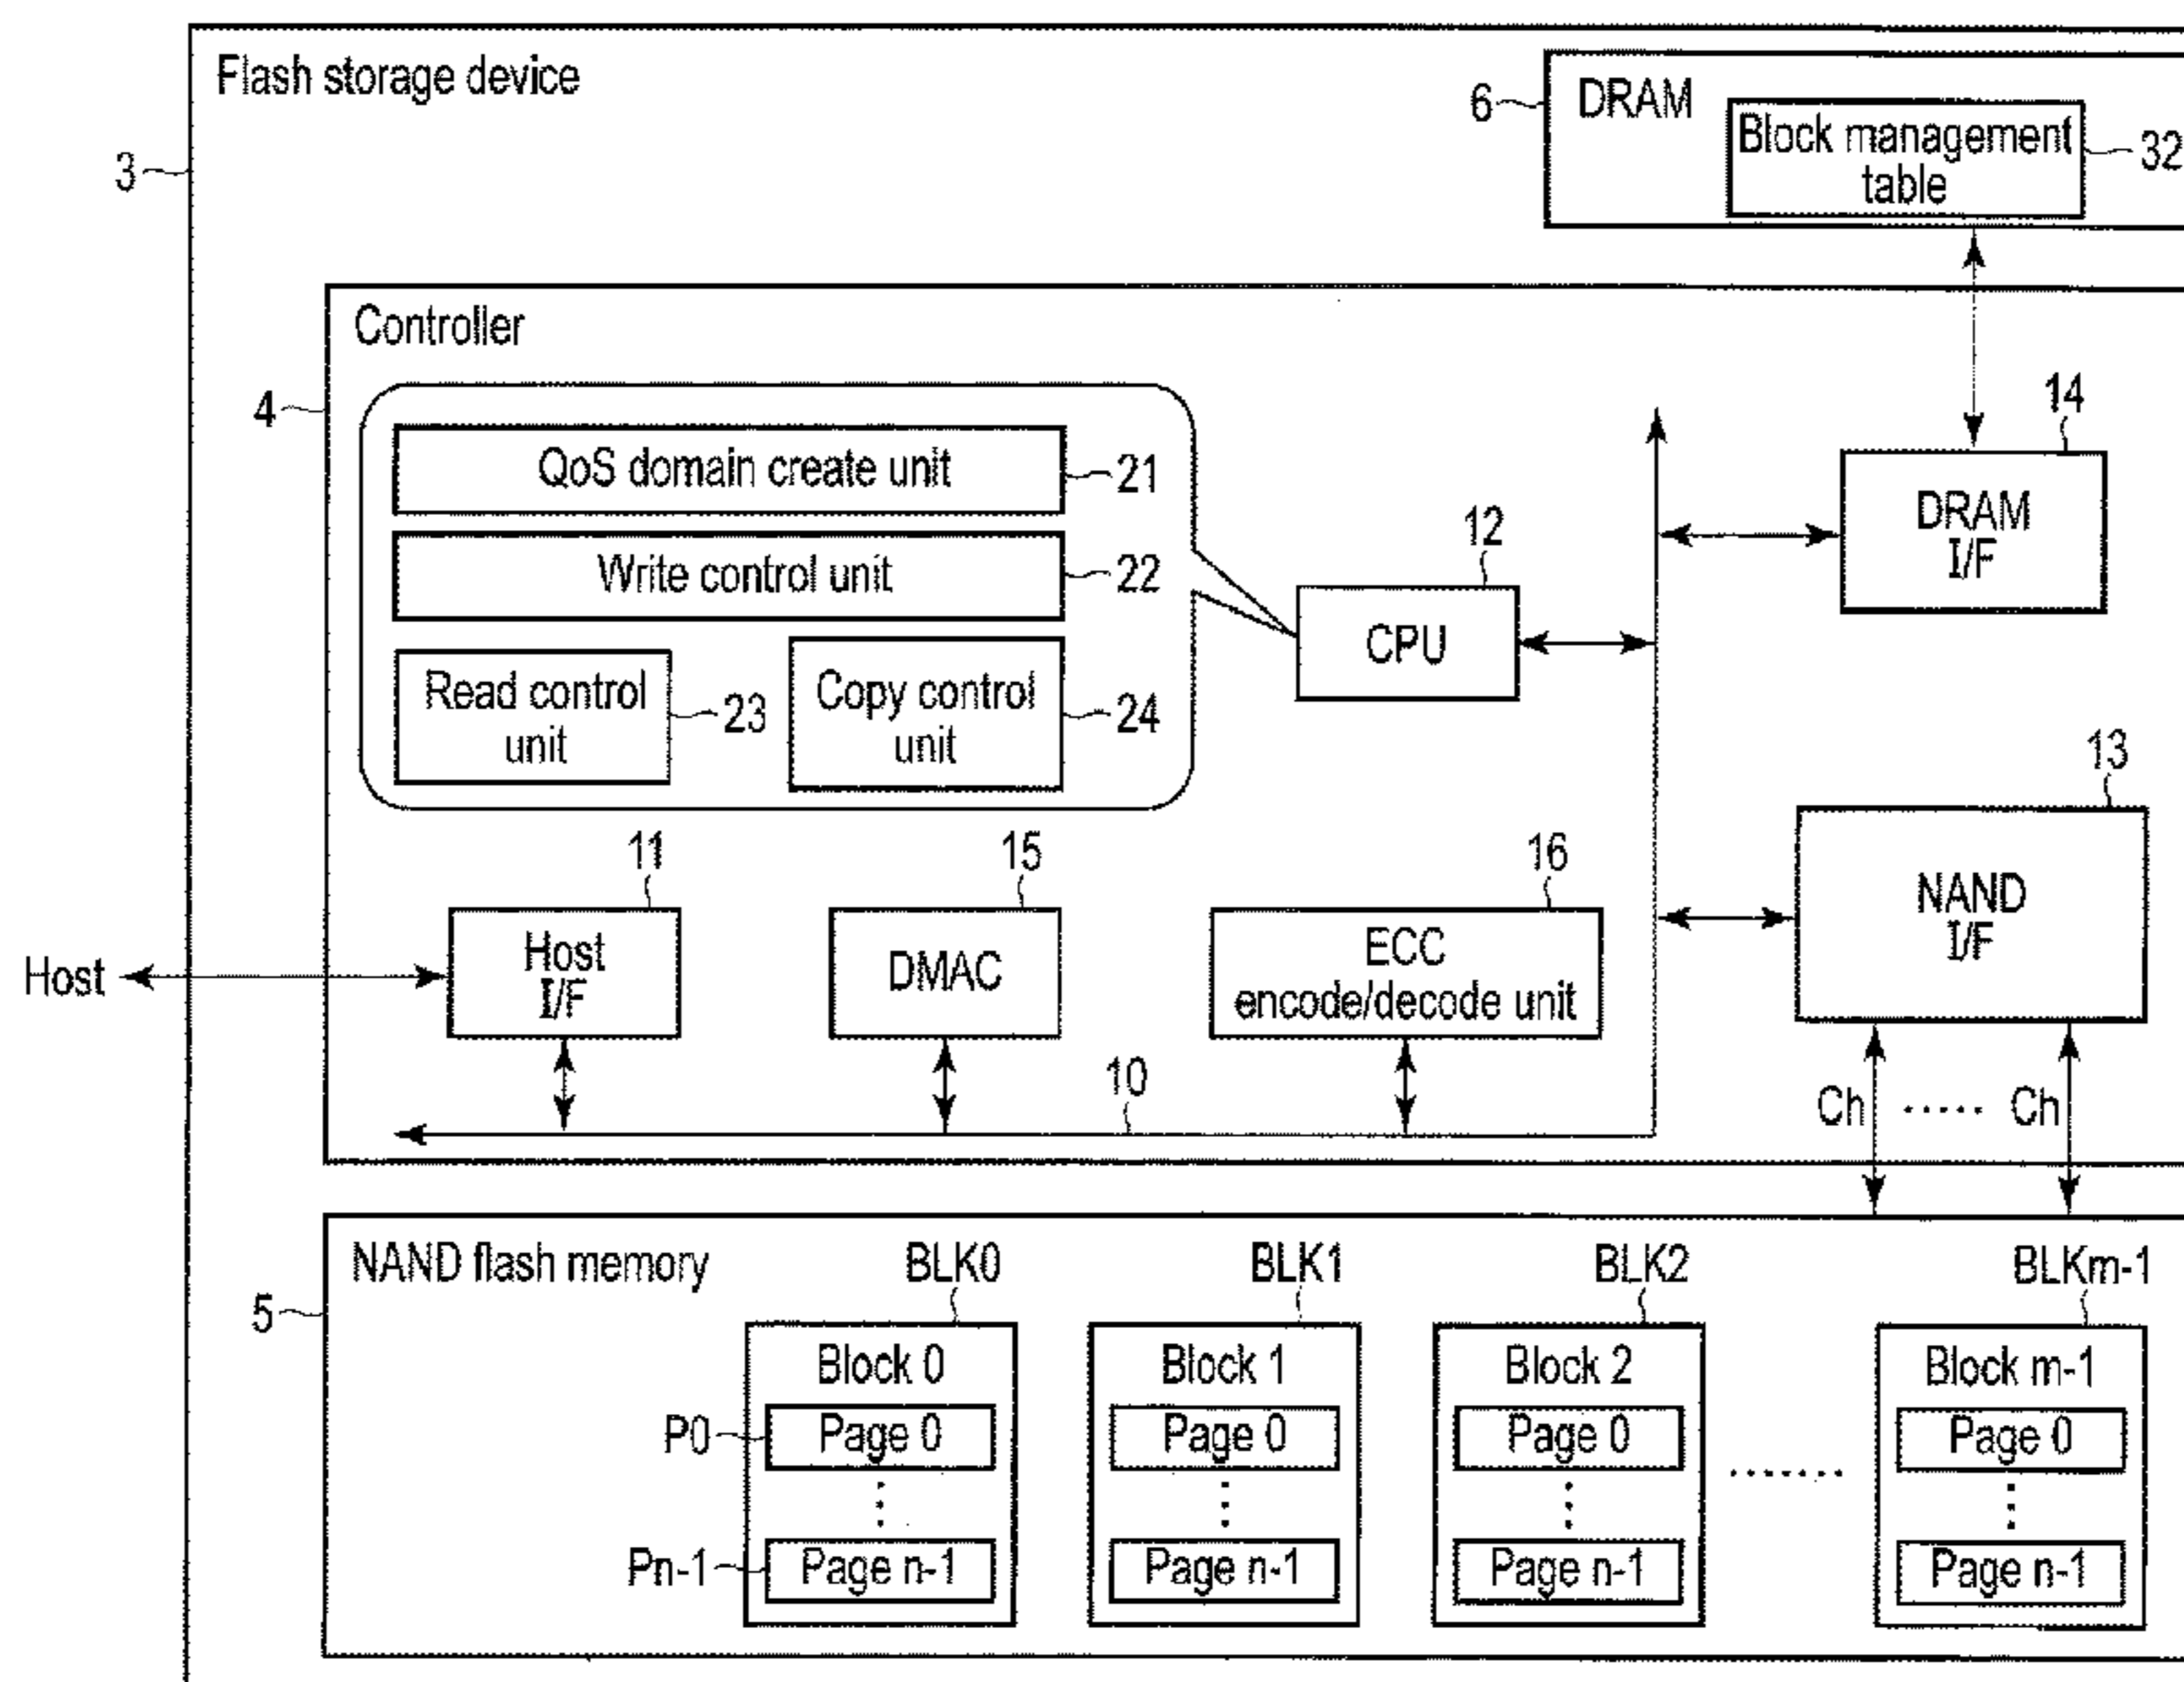 Flash storage device
6
DRAM
Block management
table
32
3
Controller
4
QoS domain create unit
21
Write control unit
22
Read control
unit
23
Copy control
unit
24
12
CPU
14
DRAM
I/F
13
NAND
I/F
11
Host
I/F
15
DMAC
16
ECC
encode/decode unit
Host
10
Ch ..... Ch
NAND flash memory
5
BLK0
BLK1
BLK2
BLKm-1
Block 0
Block 1
Block 2
Block m-1
P0
Page 0
Page 0
Page 0
.......
Page 0
Pn-1
Page n-1
Page n-1
Page n-1
Page n-1